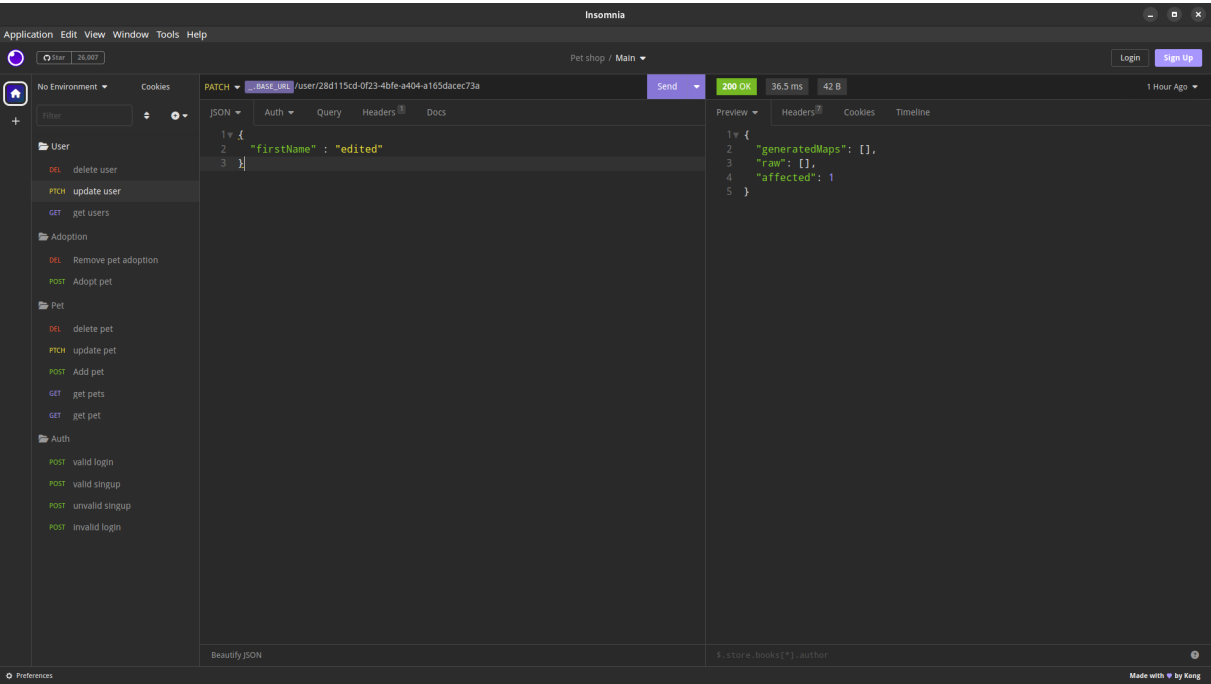 Insomnia
Application Edit View Window Tools Help
Star 26,007
Pet shop / Main
Login Sign Up
No Environment
Cookies
Filter
User
DEL delete user
PTCH update user
GET get users
Adoption
DEL Remove pet adoption
POST Adopt pet
Pet
DEL delete pet
PTCH update pet
POST Add pet
GET get pets
GET get pet
Auth
POST valid login
POST valid singup
POST unvalid singup
POST Invalid login
PATCH _.BASE_URL /user/28d115cd-0f23-4bfe-a404-a165dacec73a Send
JSON Auth Query Headers 1 Docs
1 {
2 "firstName" : "edited"
3 }
Beautify JSON
200 OK 36.5 ms 42 B 1 Hour Ago
Preview Headers 7 Cookies Timeline
1 {
2 "generatedMaps": [],
3 "raw": [],
4 "affected": 1
5 }
$.store.books[*].author
Preferences
Made with ♥ by Kong